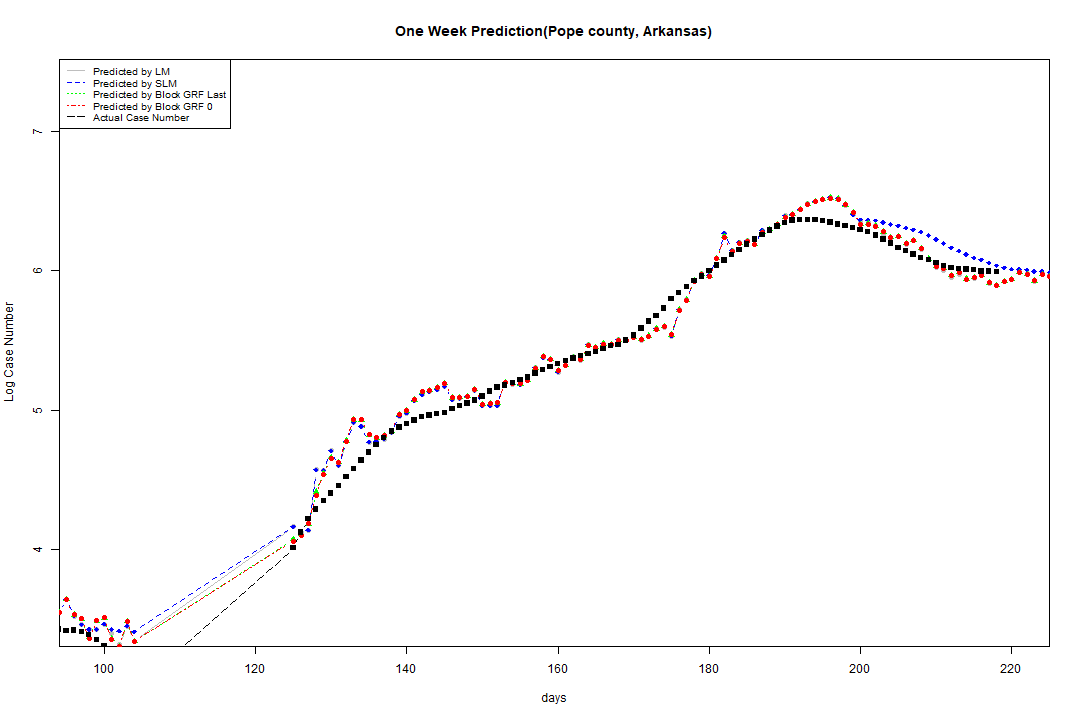 One Week Prediction(Pope county, Arkansas)
Predicted by LM
Predicted by SLM
Predicted by Block GRF Last
Predicted by Block GRF 0
Actual Case Number
Log Case Number
7
6
5
4
100 120 140 160 180 200 220
days